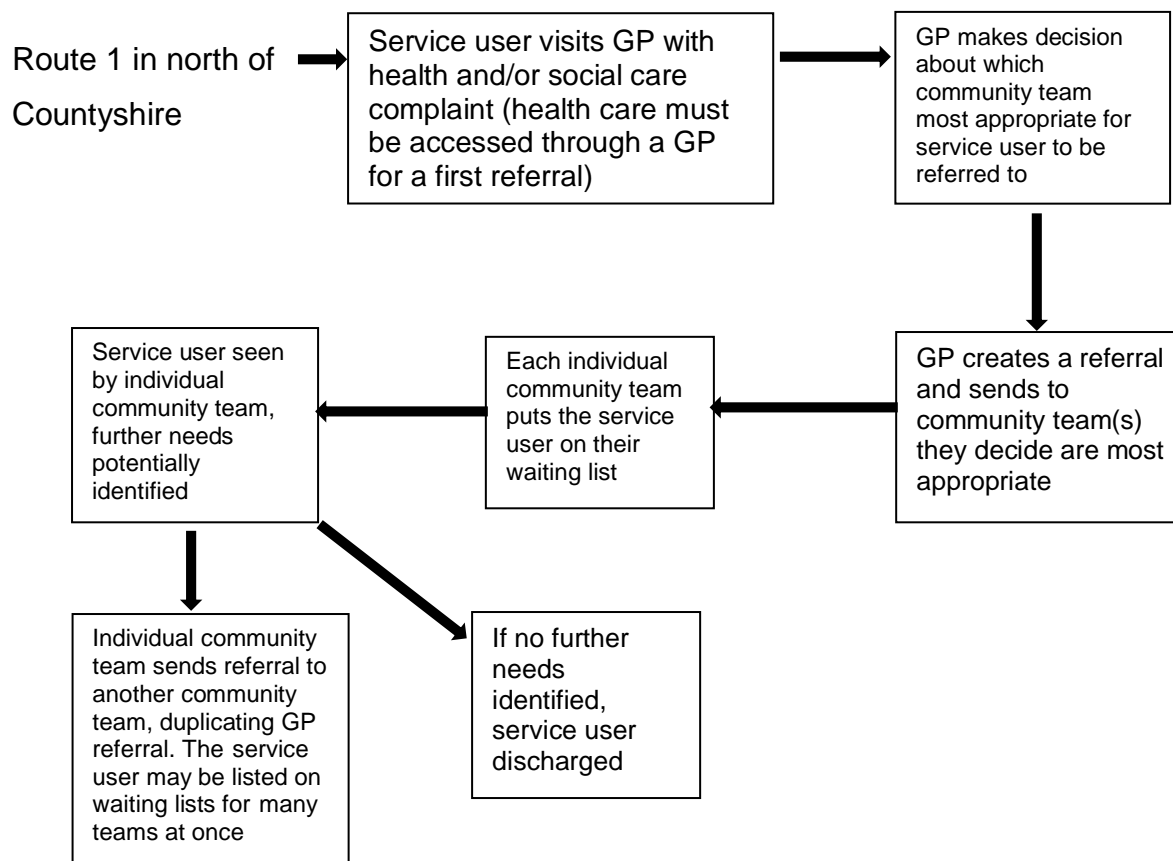 Route 1 in north of
Countyshire
Service user visits GP with
health and/or social care
complaint (health care must
be accessed through a GP
for a first referral)
GP makes decision
about which
community team
most appropriate for
service user to be
referred to
GP creates a referral
and sends to
community team(s)
they decide are most
appropriate
Each individual
community team
puts the service
user on their
waiting list
Service user seen
by individual
community team,
further needs
potentially
identified
Individual community
team sends referral to
another community
team, duplicating GP
referral. The service
user may be listed on
waiting lists for many
teams at once
If no further
needs
identified,
service user
discharged